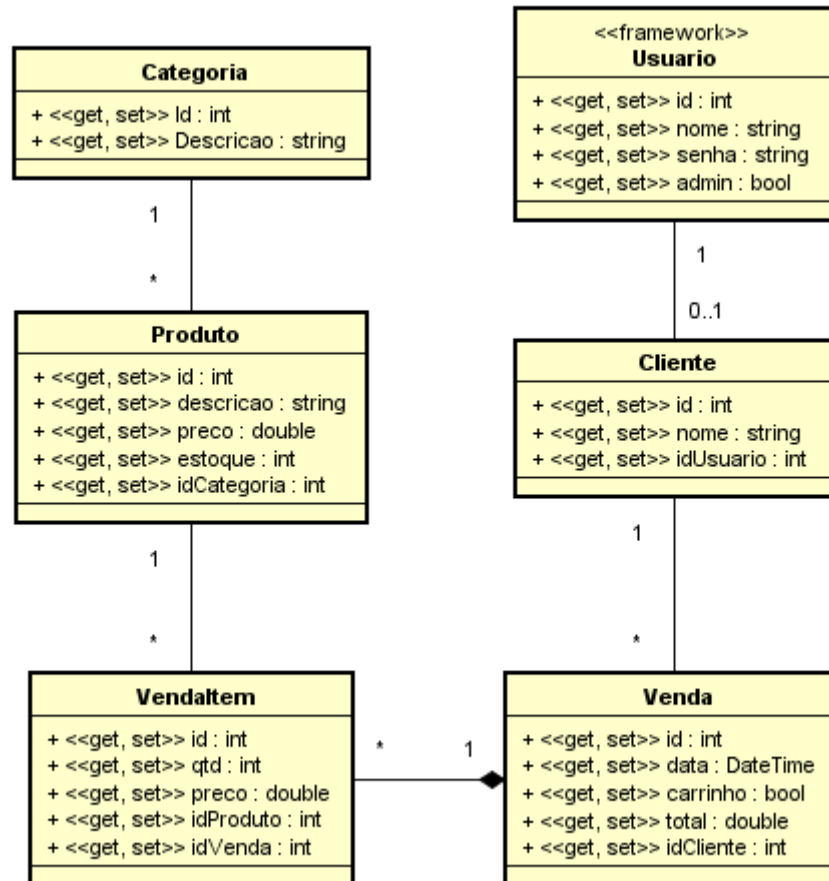 Categoria
+ <<get, set>> Id : int
+ <<get, set>> Descricao : string
1
*
Produto
+ <<get, set>> id : int
+ <<get, set>> descricao : string
+ <<get, set>> preco : double
+ <<get, set>> estoque : int
+ <<get, set>> idCategoria : int
1
*
VendaItem
+ <<get, set>> id : int
+ <<get, set>> qtd : int
+ <<get, set>> preco : double
+ <<get, set>> idProduto : int
+ <<get, set>> idVenda : int
* 1
<<framework>>
Usuario
+ <<get, set>> id : int
+ <<get, set>> nome : string
+ <<get, set>> senha : string
+ <<get, set>> admin : bool
1
0..1
Cliente
+ <<get, set>> id : int
+ <<get, set>> nome : string
+ <<get, set>> idUsuario : int
1
*
Venda
+ <<get, set>> id : int
+ <<get, set>> data : DateTime
+ <<get, set>> carrinho : bool
+ <<get, set>> total : double
+ <<get, set>> idCliente : int